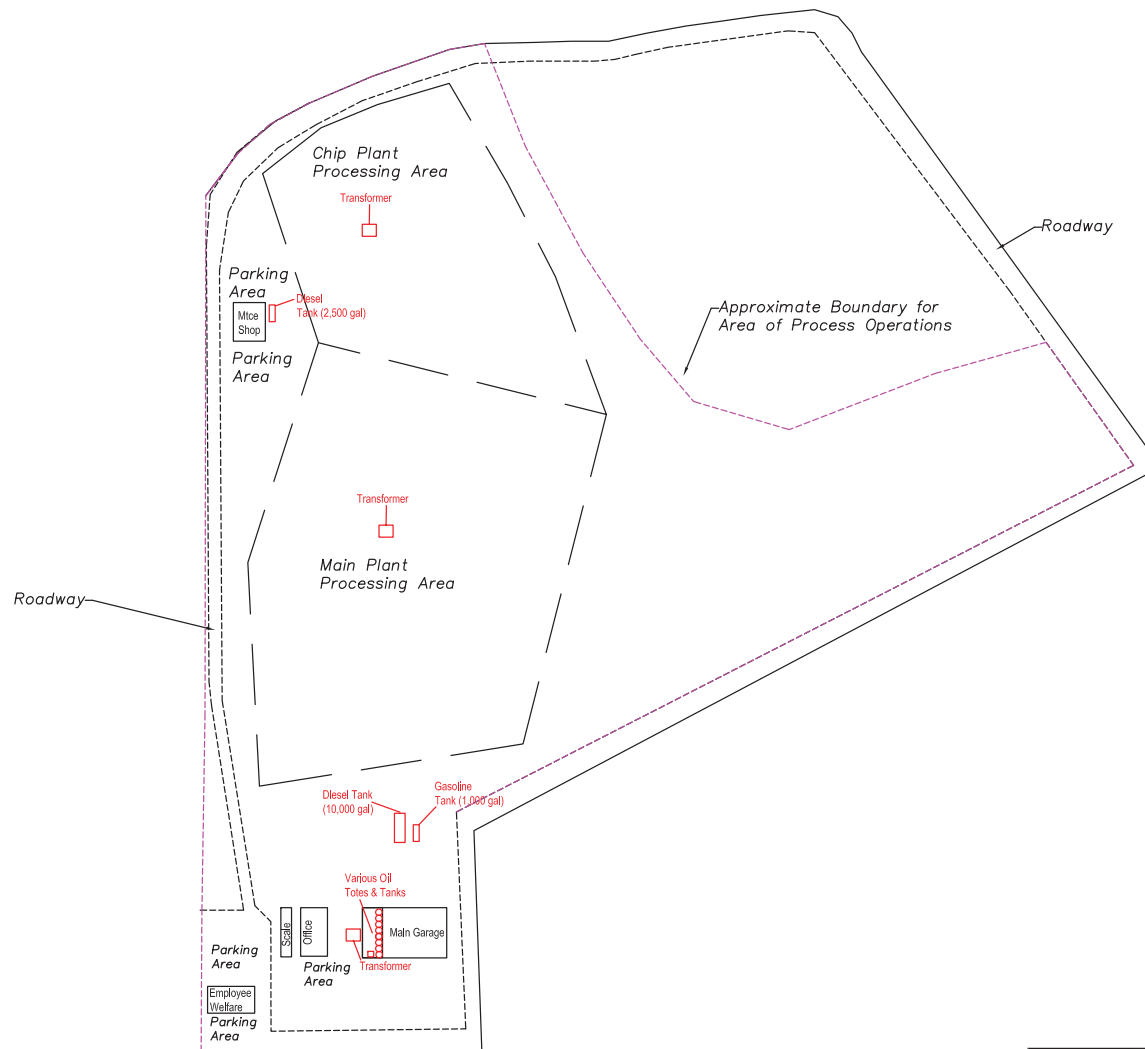 Chip Plant
Processing Area
Transformer
Roadway
Parking
Area
Diesel
Tank (2,500 gal)
Mtce
Shop
Approximate Boundary for
Area of Process Operations
Parking
Area
Transformer
Main Plant
Processing Area
Roadway
Diesel Tank
(10,000 gal)
Gasoline
Tank (1,000 gal)
Various Oil
Totes & Tanks
Scale
Office
Main Garage
Parking
Area
Transformer
Parking
Area
Employee
Welfare
Parking
Area